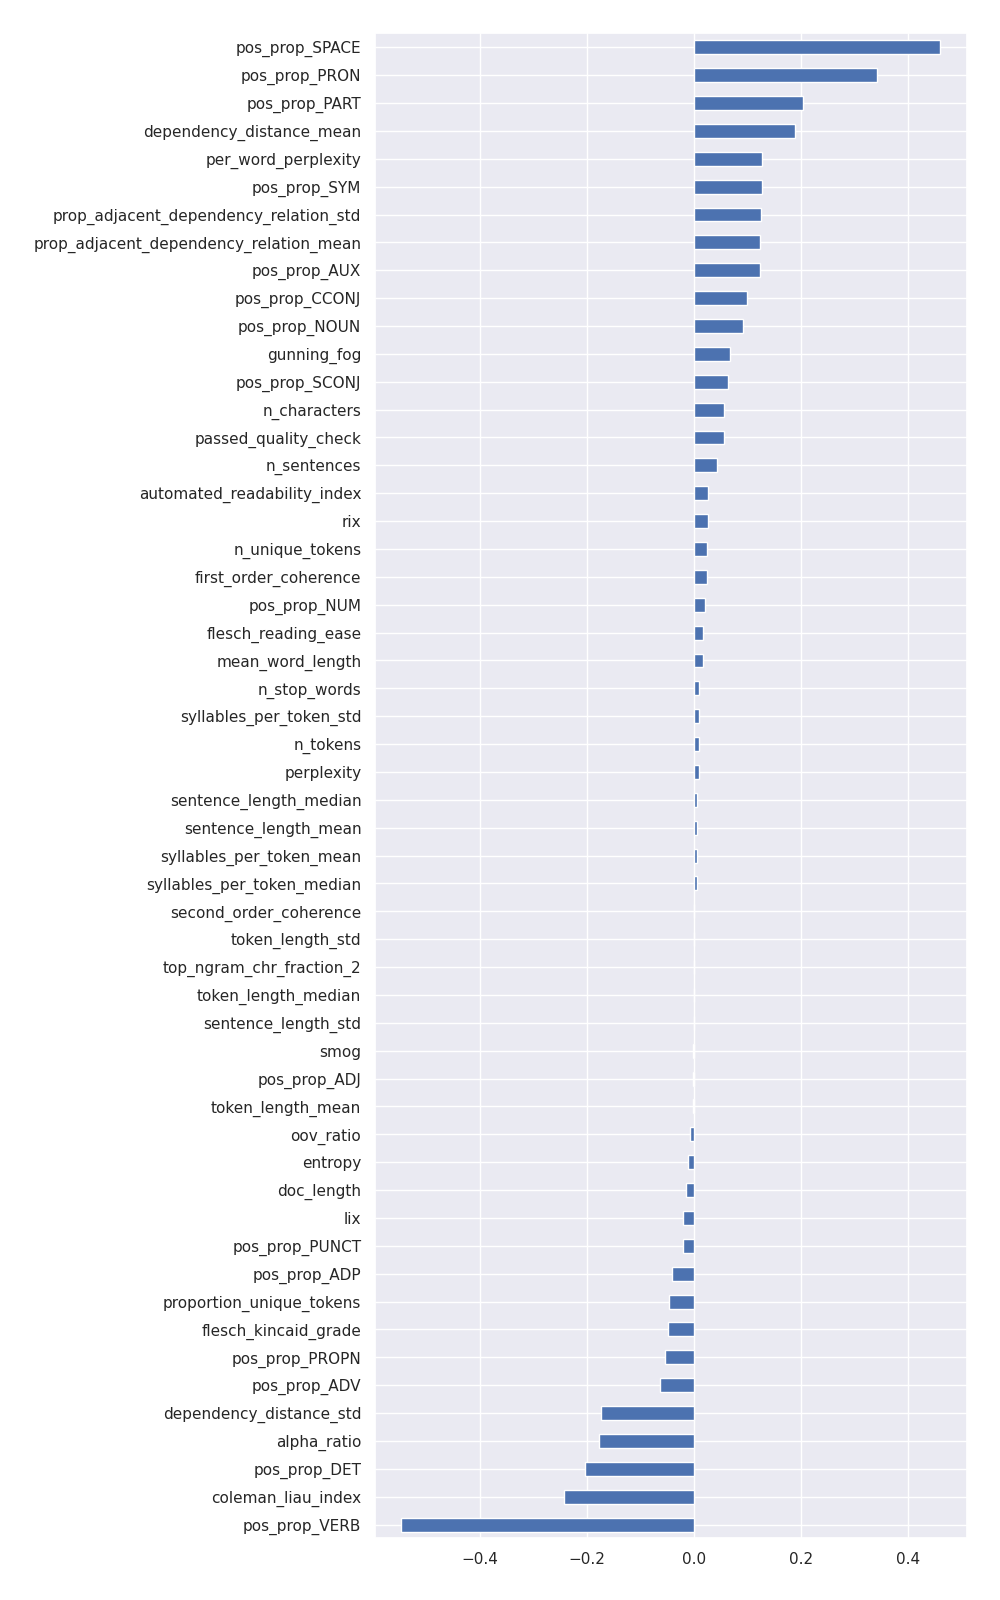 pos_prop_SPACE
pos_prop_PRON
pos_prop_PART
dependency_distance_mean
per_word_perplexity
pos_prop_SYM
prop_adjacent_dependency_relation_std
prop_adjacent_dependency_relation_mean
pos_prop_AUX
pos_prop_CCONJ
pos_prop_NOUN
gunning_fog
pos_prop_SCONJ
n_characters
passed_quality_check
n_sentences
automated_readability_index
rix
n_unique_tokens
first_order_coherence
pos_prop_NUM
flesch_reading_ease
mean_word_length
n_stop_words
syllables_per_token_std
n_tokens
perplexity
sentence_length_median
sentence_length_mean
syllables_per_token_mean
syllables_per_token_median
second_order_coherence
token_length_std
top_ngram_chr_fraction_2
token_length_median
sentence_length_std
smog
pos_prop_ADJ
token_length_mean
oov_ratio
entropy
doc_length
lix
pos_prop_PUNCT
pos_prop_ADP
proportion_unique_tokens
flesch_kincaid_grade
pos_prop_PROPN
pos_prop_ADV
dependency_distance_std
alpha_ratio
pos_prop_DET
coleman_liau_index
pos_prop_VERB
−0.4 −0.2 0.0 0.2 0.4